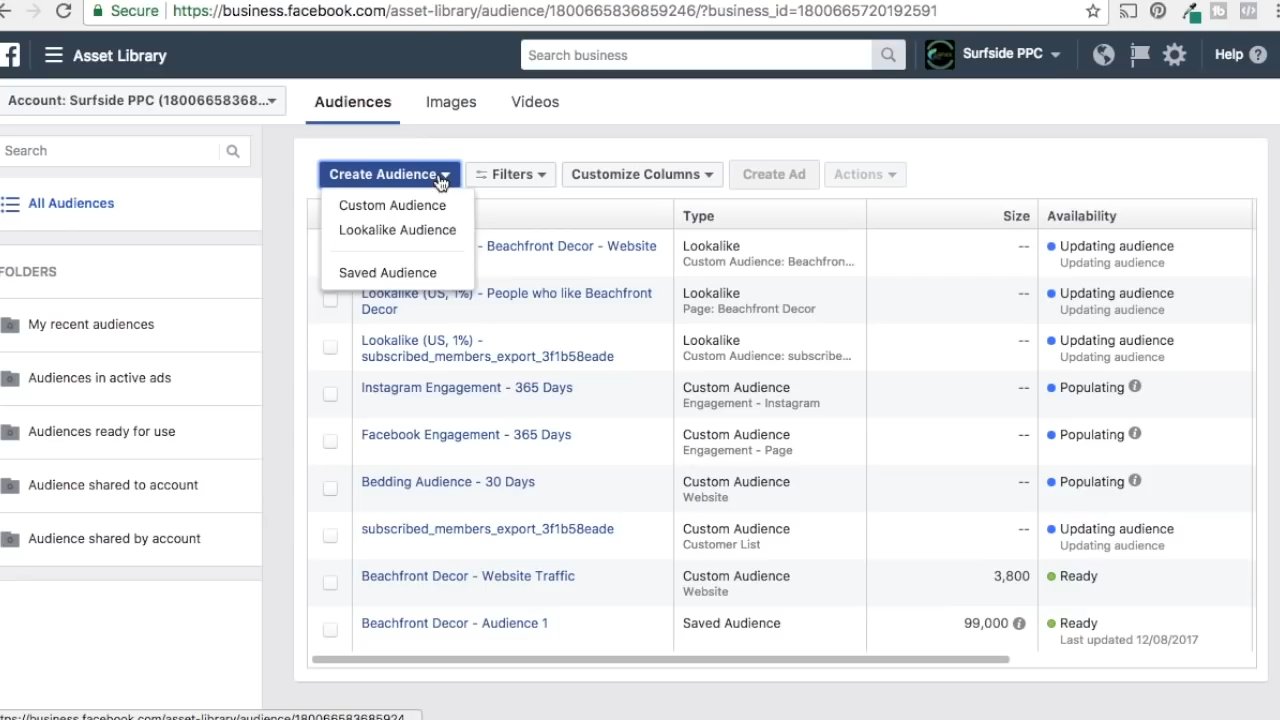 Secure https://business.facebook.com/asset-library/audience/1800665836859246/?business_id=1800665720192591
Asset Library
Search business
Surfside PPC
Help
Account: Surfside PPC (18006658368...
Audiences
Images
Videos
Search
Create Audience
Filters
Customize Columns
Create Ad
Actions
All Audiences
FOLDERS
My recent audiences
Audiences in active ads
Audiences ready for use
Audience shared to account
Audience shared by account
Custom Audience
Lookalike Audience
Saved Audience
Type
Size
Availability
- Beachfront Decor - Website
Lookalike
Custom Audience: Beachfron...
--
Updating audience
Updating audience
Lookalike (US, 1%) - People who like Beachfront
Decor
Lookalike
Page: Beachfront Decor
--
Updating audience
Updating audience
Lookalike (US, 1%) -
subscribed_members_export_3f1b58eade
Lookalike
Custom Audience: subscribe...
--
Updating audience
Updating audience
Instagram Engagement - 365 Days
Custom Audience
Engagement - Instagram
--
Populating
Facebook Engagement - 365 Days
Custom Audience
Engagement - Page
--
Populating
Bedding Audience - 30 Days
Custom Audience
Website
--
Populating
subscribed_members_export_3f1b58eade
Custom Audience
Customer List
--
Updating audience
Updating audience
Beachfront Decor - Website Traffic
Custom Audience
Website
3,800
Ready
Beachfront Decor - Audience 1
Saved Audience
99,000
Ready
Last updated 12/08/2017